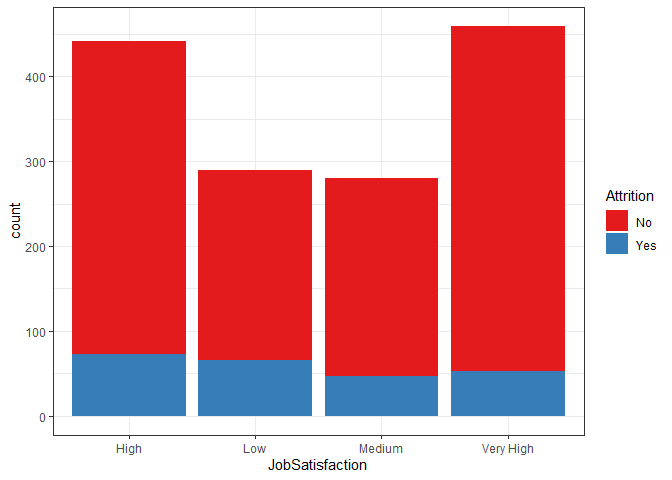 count
400
300
200
100
0
High Low Medium Very High
JobSatisfaction
Attrition
No
Yes